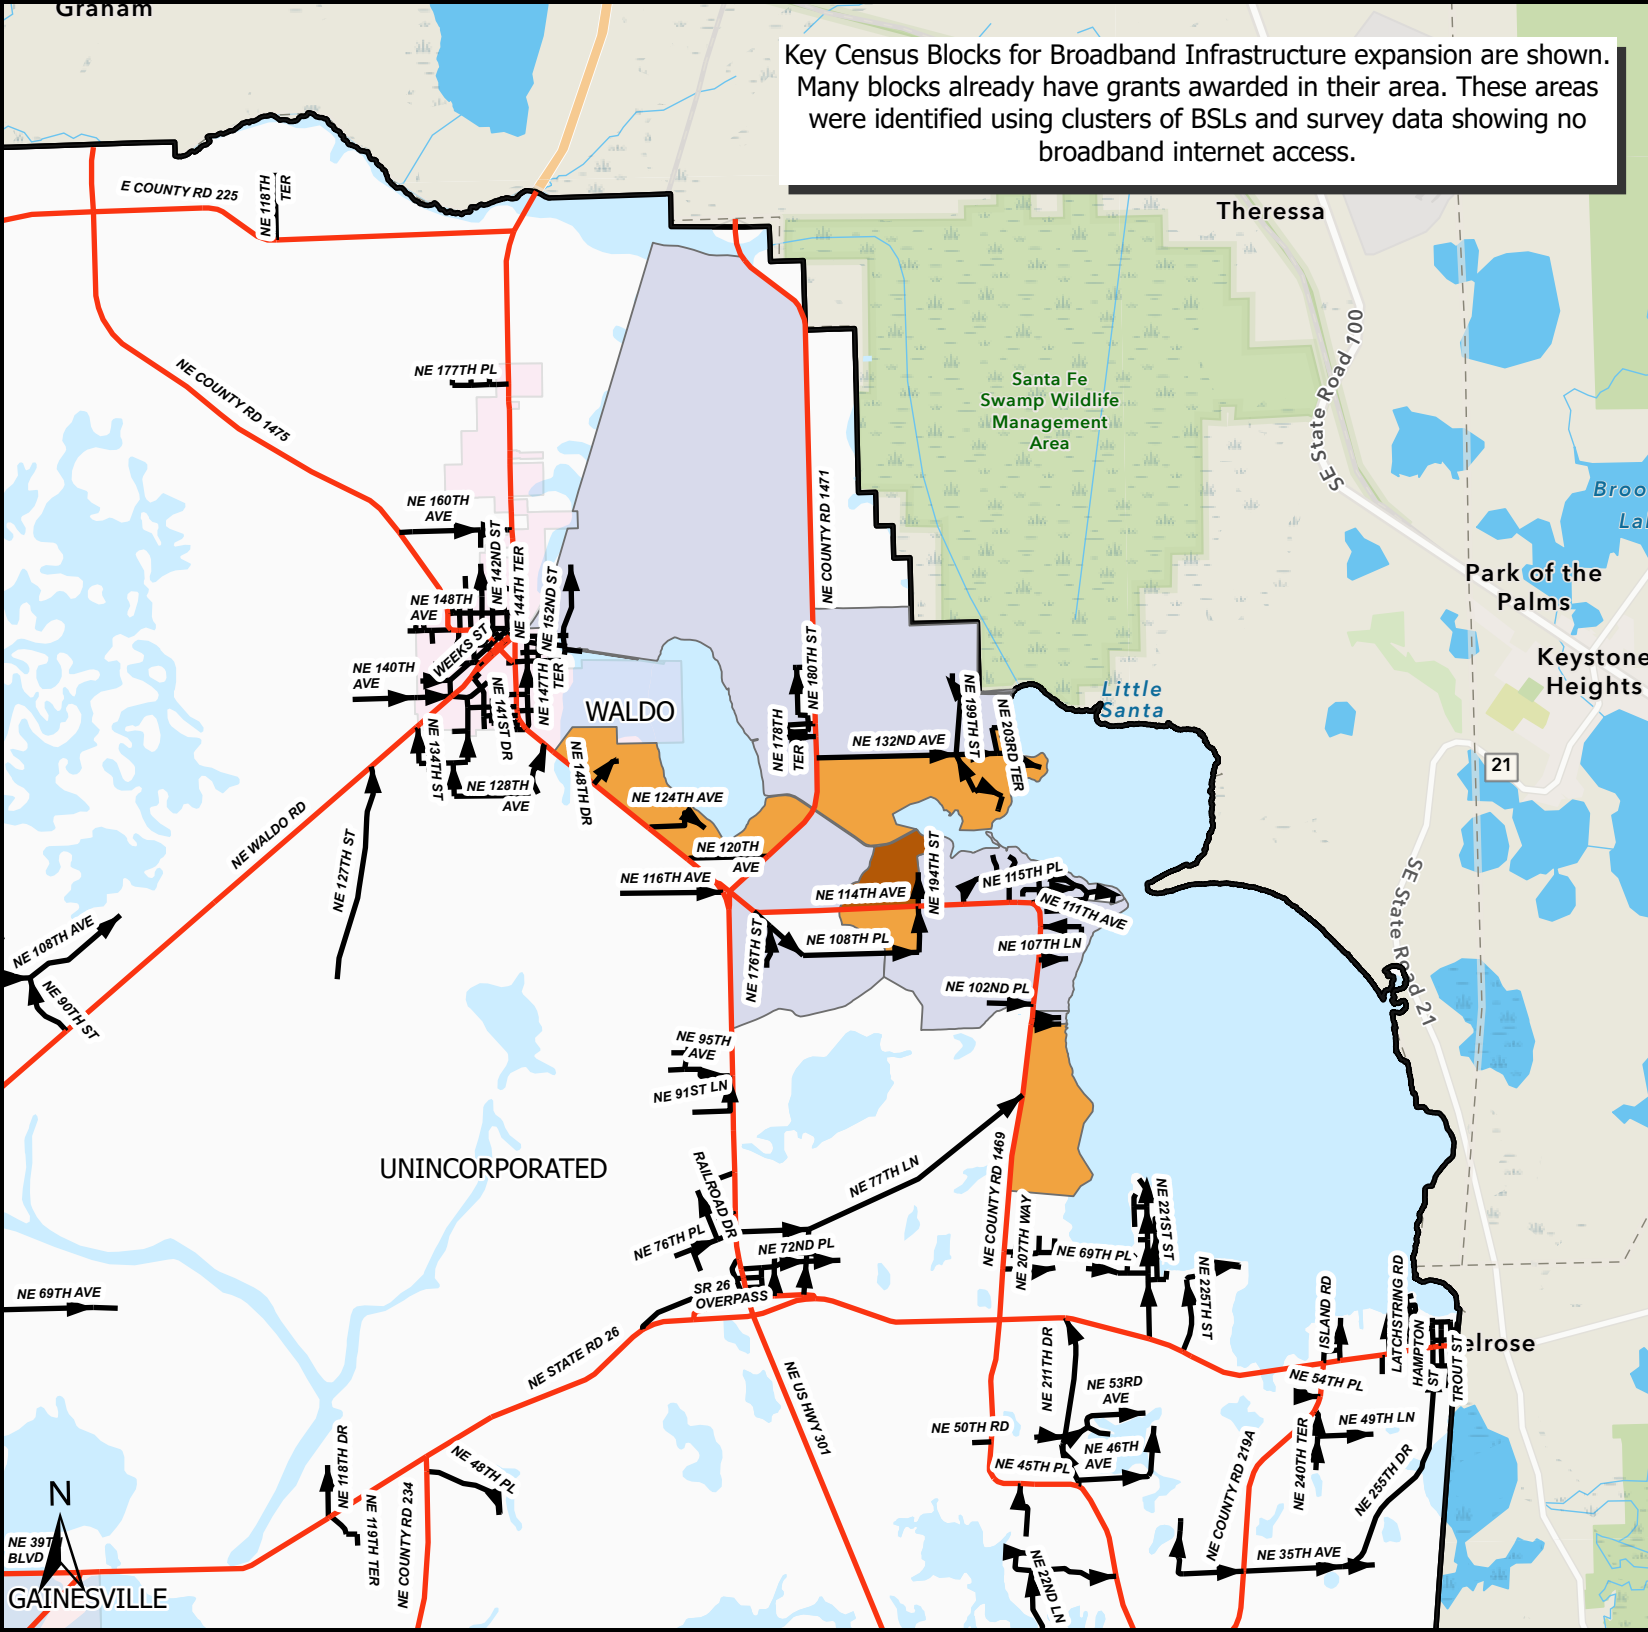 Graham
Key Census Blocks for Broadband Infrastructure expansion are shown.
Many blocks already have grants awarded in their area. These areas
were identified using clusters of BSLs and survey data showing no
broadband internet access.
E COUNTY RD 225
NE 118TH
TER
Theressa
SE State Road 100
NE COUNTY RD 1475
NE 177TH PL
Santa Fe
Swamp Wildlife
Management
Area
NE COUNTY RD 1471
NE 160TH
AVE
NE 142ND ST
NE 144TH TER
NE 152ND ST
Park of the
Palms
NE 148TH
AVE
WEEKS ST
NE 140TH
AVE
NE 141ST DR
NE 147TH
TER
NE 134TH ST
NE 128TH
AVE
WALDO
NE 148TH DR
NE 180TH ST
NE 178TH
TER
NE 132ND AVE
NE 199TH ST
NE 203RD TER
Little
Santa
Keystone
Heights
21
NE 124TH AVE
NE 120TH
AVE
NE 116TH AVE
NE WALDO RD
NE 127TH ST
NE 114TH AVE
NE 194TH ST
NE 115TH PL
NE 111TH AVE
NE 108TH AVE
NE 90TH ST
NE 176TH ST
NE 108TH PL
NE 107TH LN
NE 102ND PL
SE State Road 21
NE 95TH
AVE
NE 91ST LN
UNINCORPORATED
RAILROAD DR
NE 77TH LN
NE COUNTY RD 1469
NE 207TH WAY
NE 76TH PL
NE 72ND PL
SR 26
OVERPASS
NE 69TH PL
NE 221ST ST
NE 225TH ST
NE 69TH AVE
NE STATE RD 26
NE US HWY 301
ISLAND RD
LATCHSTRING RD
HAMPTON
ST
TROUT ST
elrose
NE 211TH DR
NE 53RD
AVE
NE 54TH PL
NE 50TH RD
NE 46TH
AVE
NE 45TH PL
NE 49TH LN
NE 240TH TER
NE COUNTY RD 219A
NE 255TH DR
NE 35TH AVE
NE 22ND LN
NE 118TH DR
NE 119TH TER
NE COUNTY RD 234
NE 48TH PL
N
NE 39TH
BLVD
GAINESVILLE